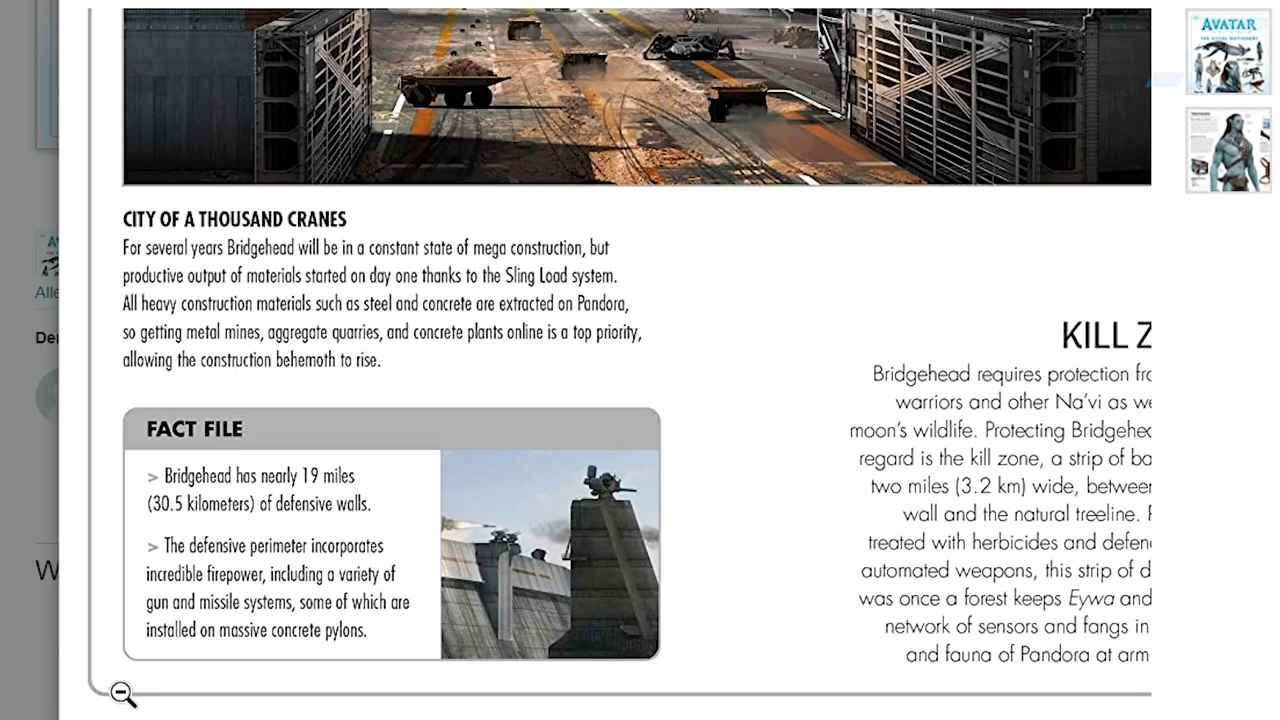 AVATAR
THE VISUAL DICTIONARY
CITY OF A THOUSAND CRANES
For several years Bridgehead will be in a constant state of mega construction, but
productive output of materials started on day one thanks to the Sling Load system.
All heavy construction materials such as steel and concrete are extracted on Pandora,
so getting metal mines, aggregate quarries, and concrete plants online is a top priority,
allowing the construction behemoth to rise.
FACT FILE
> Bridgehead has nearly 19 miles
(30.5 kilometers) of defensive walls.
> The defensive perimeter incorporates
incredible firepower, including a variety of
gun and missile systems, some of which are
installed on massive concrete pylons.
KILL Z
Bridgehead requires protection fro
warriors and other Na'vi as we
moon's wildlife. Protecting Bridgehea
regard is the kill zone, a strip of ba
two miles (3.2 km) wide, between
wall and the natural treeline.
treated with herbicides and defend
automated weapons, this strip of d
was once a forest keeps Eywa and
network of sensors and fangs in
and fauna of Pandora at arm
Alle
Der
W